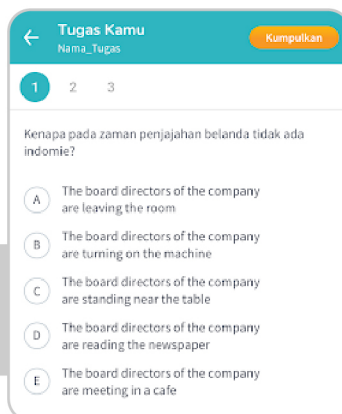 Tugas Kamu
Nama_Tugas
Kumpulkan
1 2 3
Kenapa pada zaman penjajahan belanda tidak ada
indomie?
A The board directors of the company
are leaving the room
B The board directors of the company
are turning on the machine
C The board directors of the company
are standing near the table
D The board directors of the company
are reading the newspaper
E The board directors of the company
are meeting in a cafe